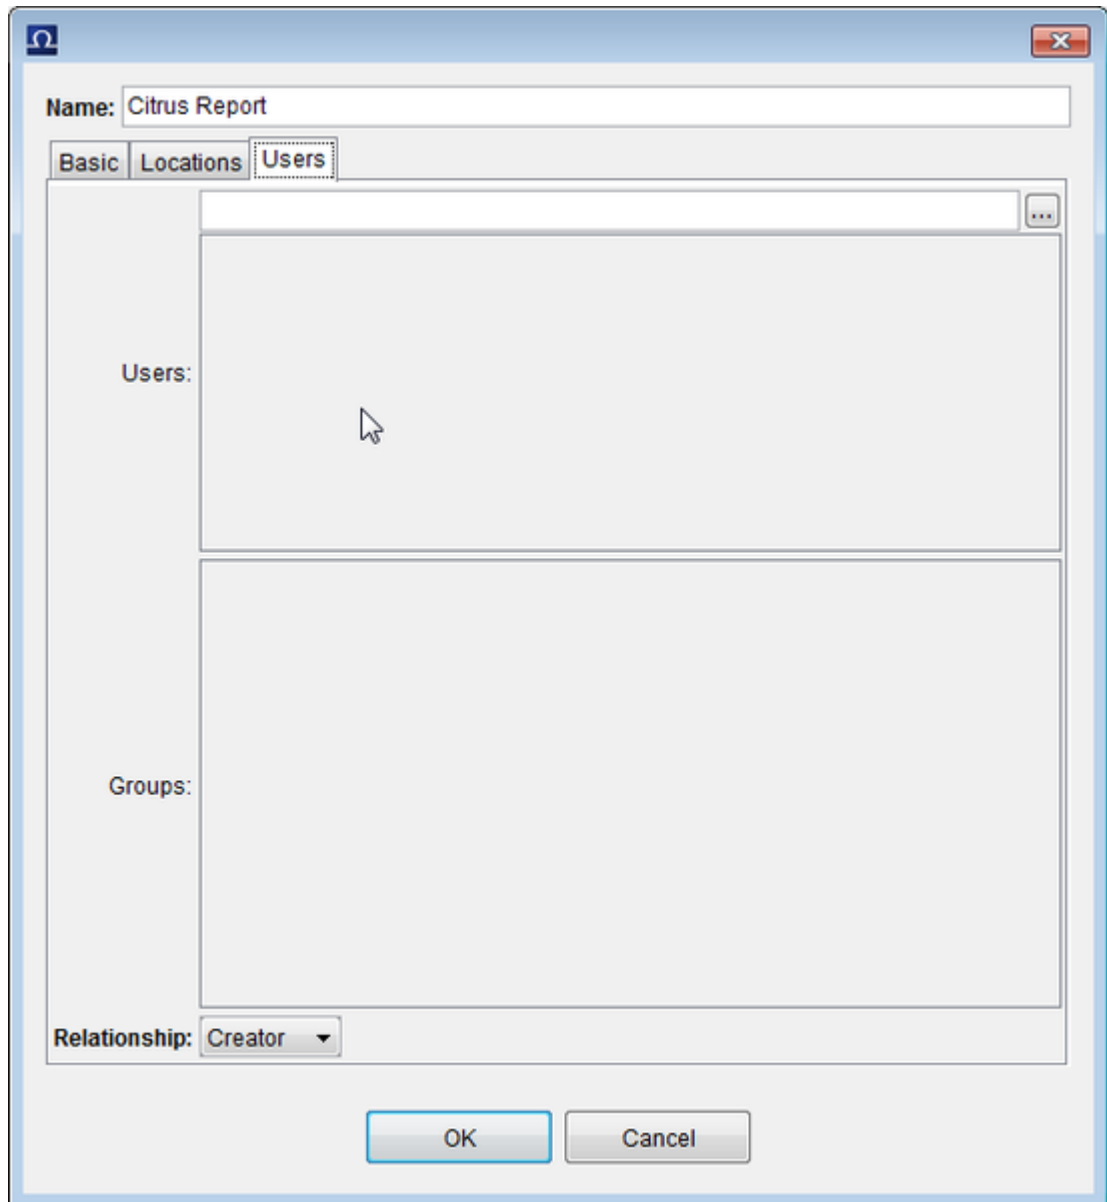 Ω
Name: Citrus Report
Basic Locations Users
...
Users:
Groups:
Relationship: Creator
OK Cancel